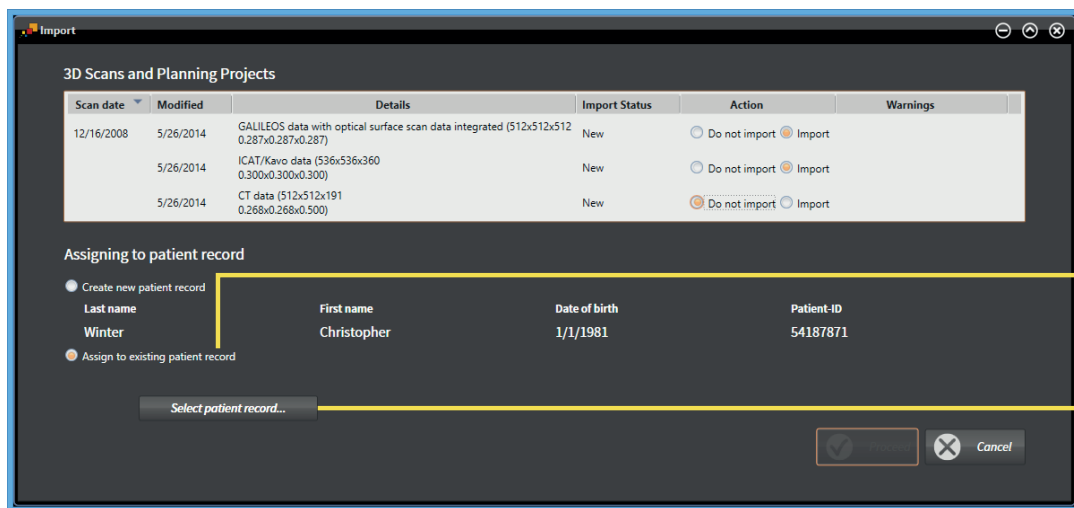 Import
3D Scans and Planning Projects
Scan date Modified Details Import Status Action Warnings
12/16/2008 5/26/2014 GALILEOS data with optical surface scan data integrated (512x512x512 New Do not import Import
0.287x0.287x0.287)
5/26/2014 ICAT/Kavo data (536x536x360 New Do not import Import
0.300x0.300x0.300)
5/26/2014 CT data (512x512x191 New Do not import Import
0.268x0.268x0.500)
Assigning to patient record
Create new patient record
Last name First name Date of birth Patient-ID
Winter Christopher 1/1/1981 54187871
Assign to existing patient record
Select patient record...
Proceed Cancel